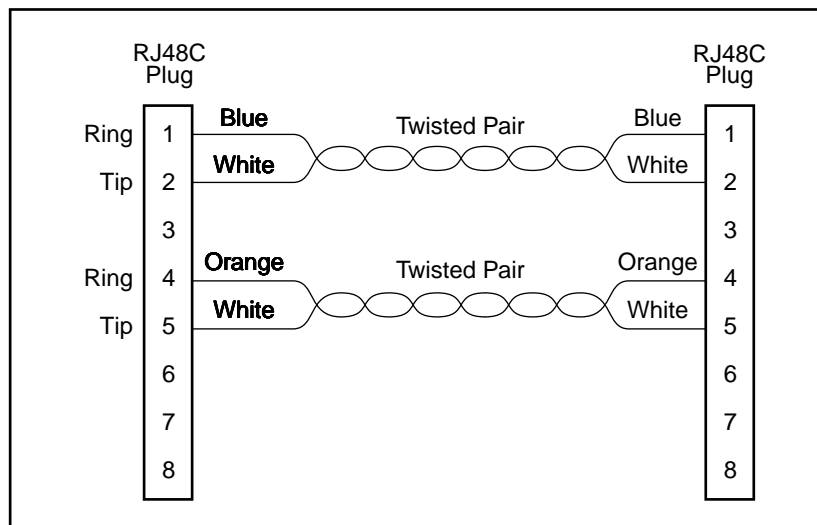 RJ48C
Plug
RJ48C
Plug
Ring 1 Blue Twisted Pair Blue 1
Tip 2 White White 2
3 3
Ring 4 Orange Twisted Pair Orange 4
Tip 5 White White 5
6 6
7 7
8 8